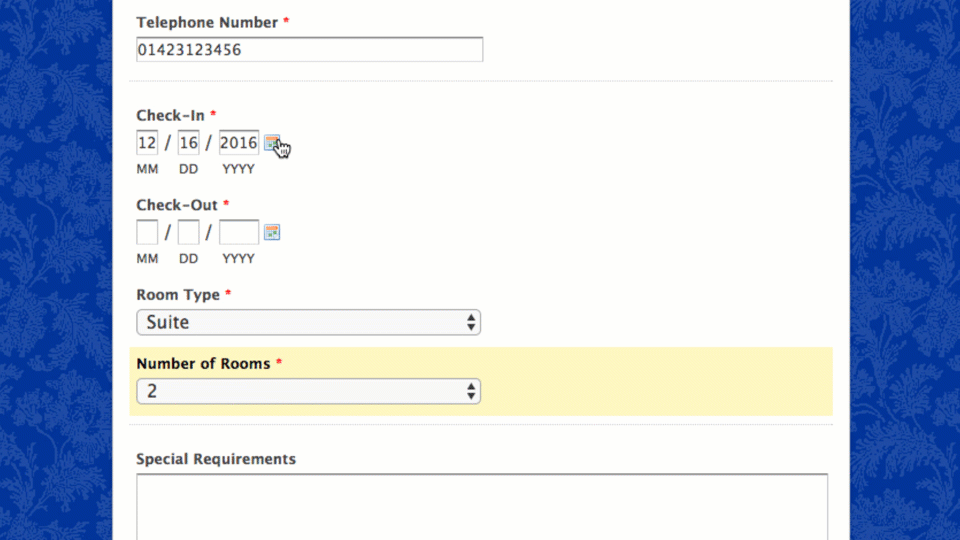 Telephone Number *
01423123456
Check-In *
12 / 16 / 2016
MM DD YYYY
Check-Out *
/ /
MM DD YYYY
Room Type *
Suite
Number of Rooms *
2
Special Requirements